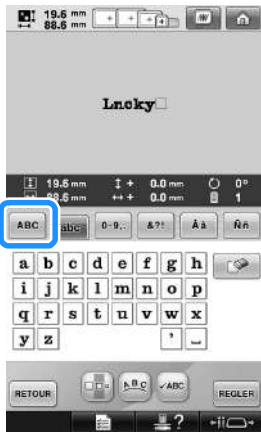 19.6 mm
88.6 mm
Lncky
19.6 mm + 0.0 mm 0°
88.6 mm + 0.0 mm 1
ABC abc 0-9,. &?! Āā Ññ
a b c d e f g h
i j k l m n o p
q r s t u v w x
y z ' _
ABC ABC
RETOUR REGLER
?